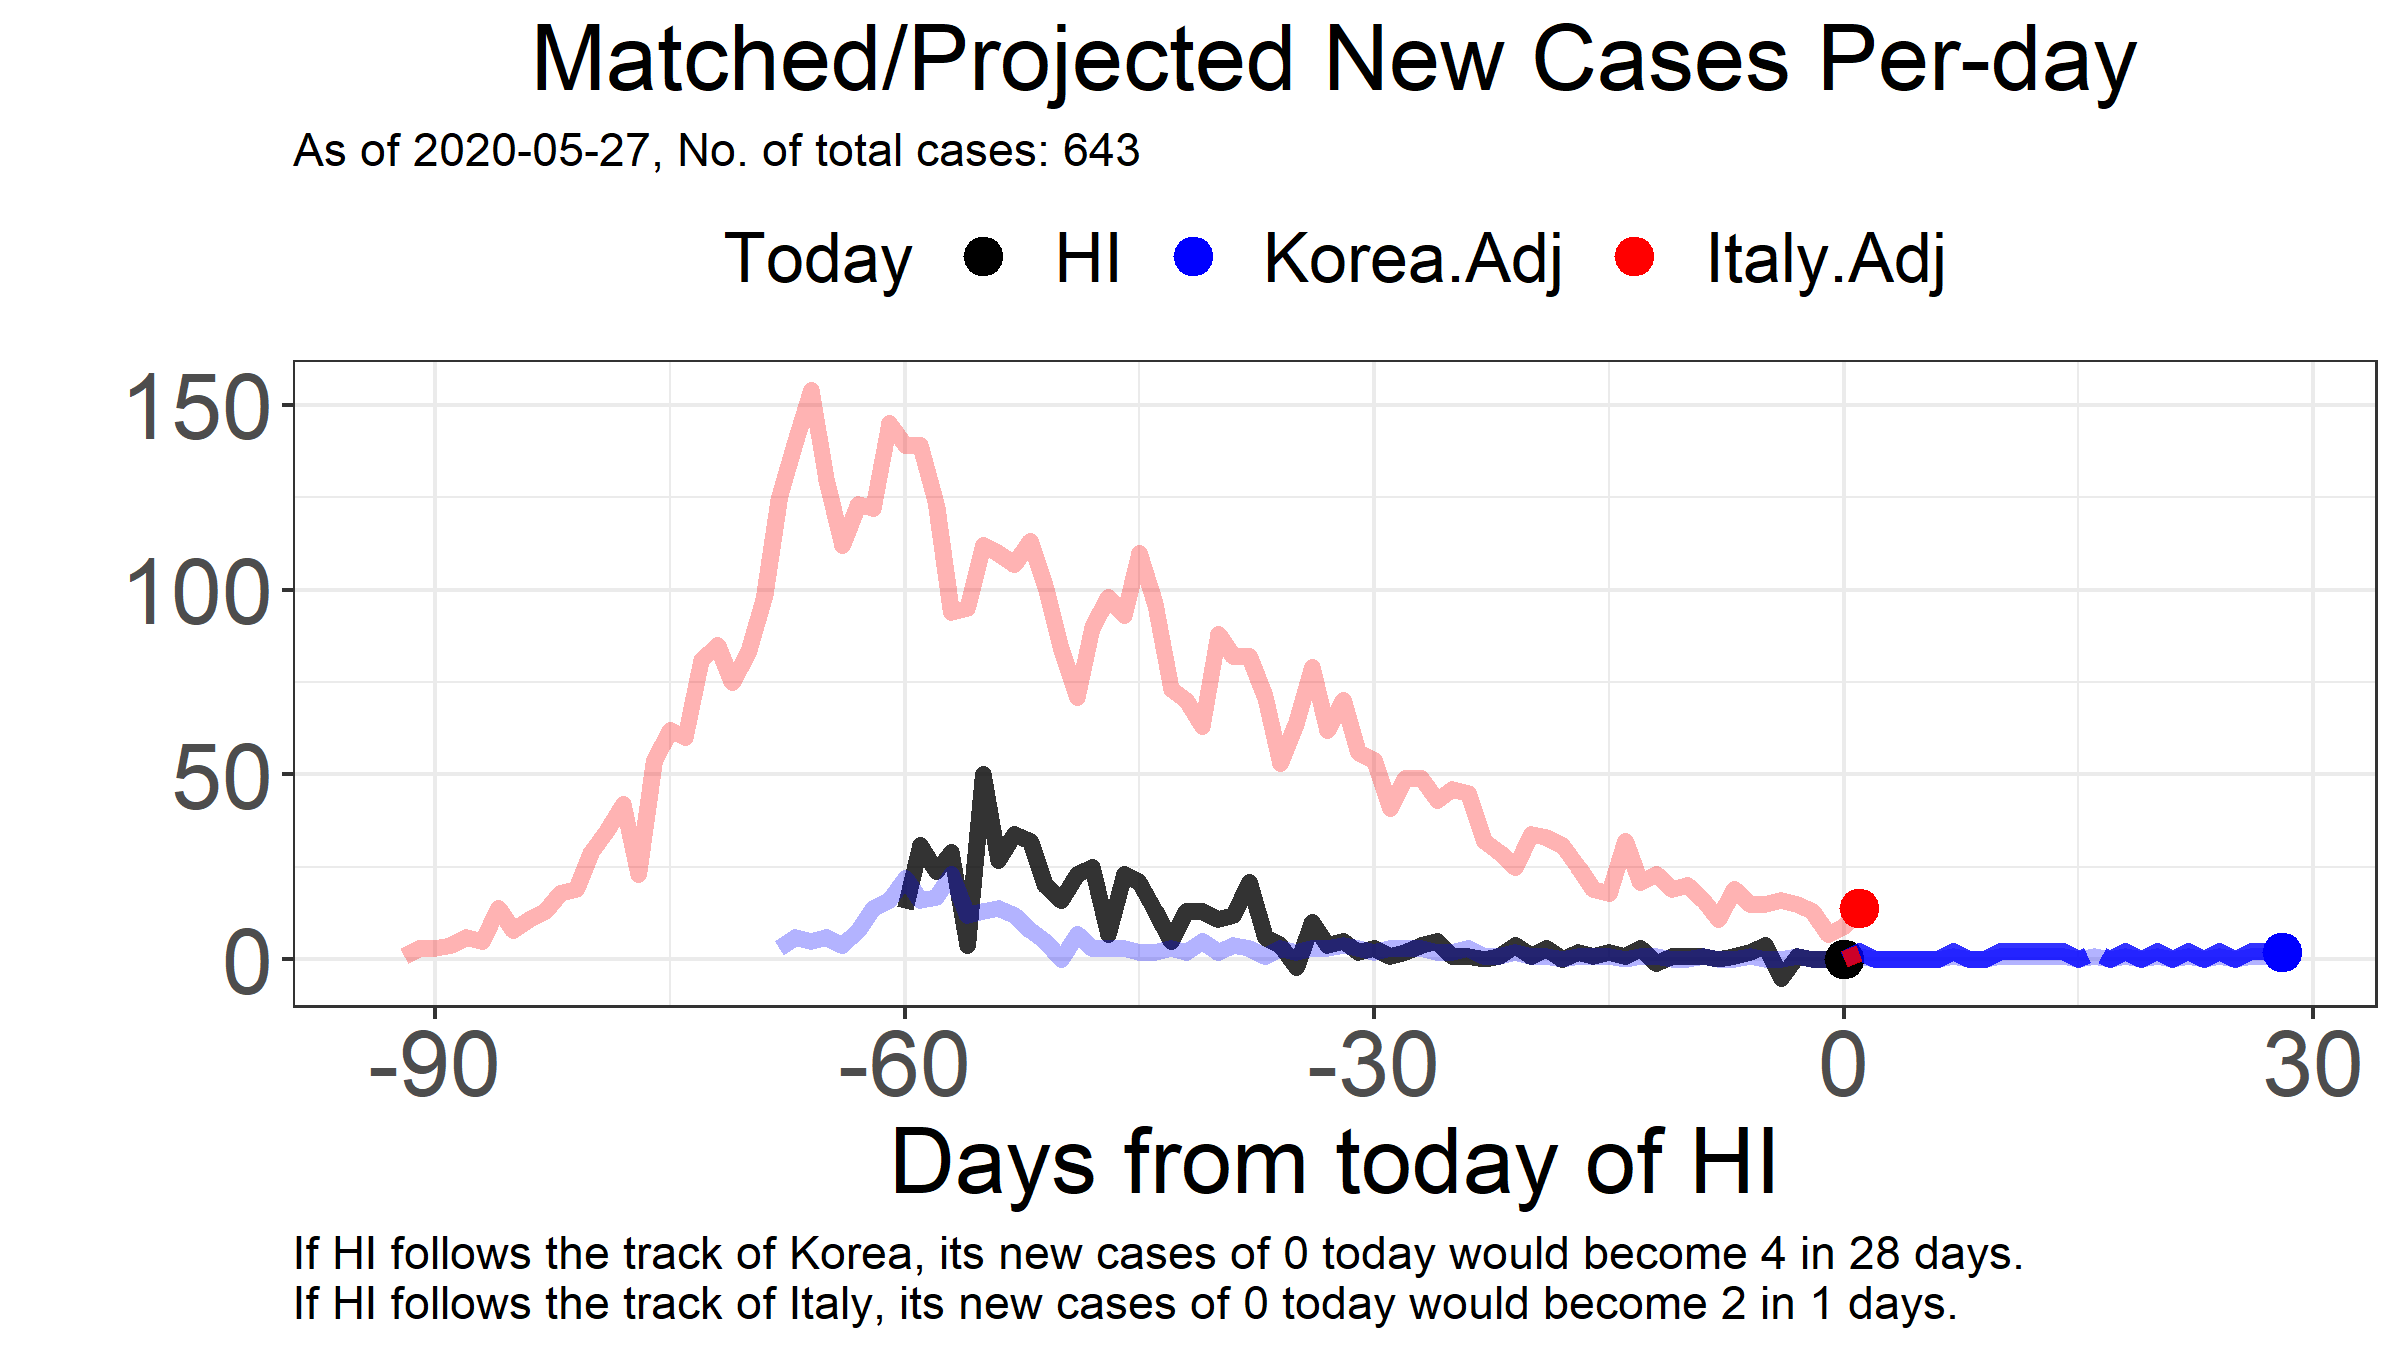 Matched/Projected New Cases Per-day
As of 2020-05-27, No. of total cases: 643
Today HI Korea.Adj Italy.Adj
150
100
50
0
-90 -60 -30 0 30
Days from today of HI
If HI follows the track of Korea, its new cases of 0 today would become 4 in 28 days.
If HI follows the track of Italy, its new cases of 0 today would become 2 in 1 days.